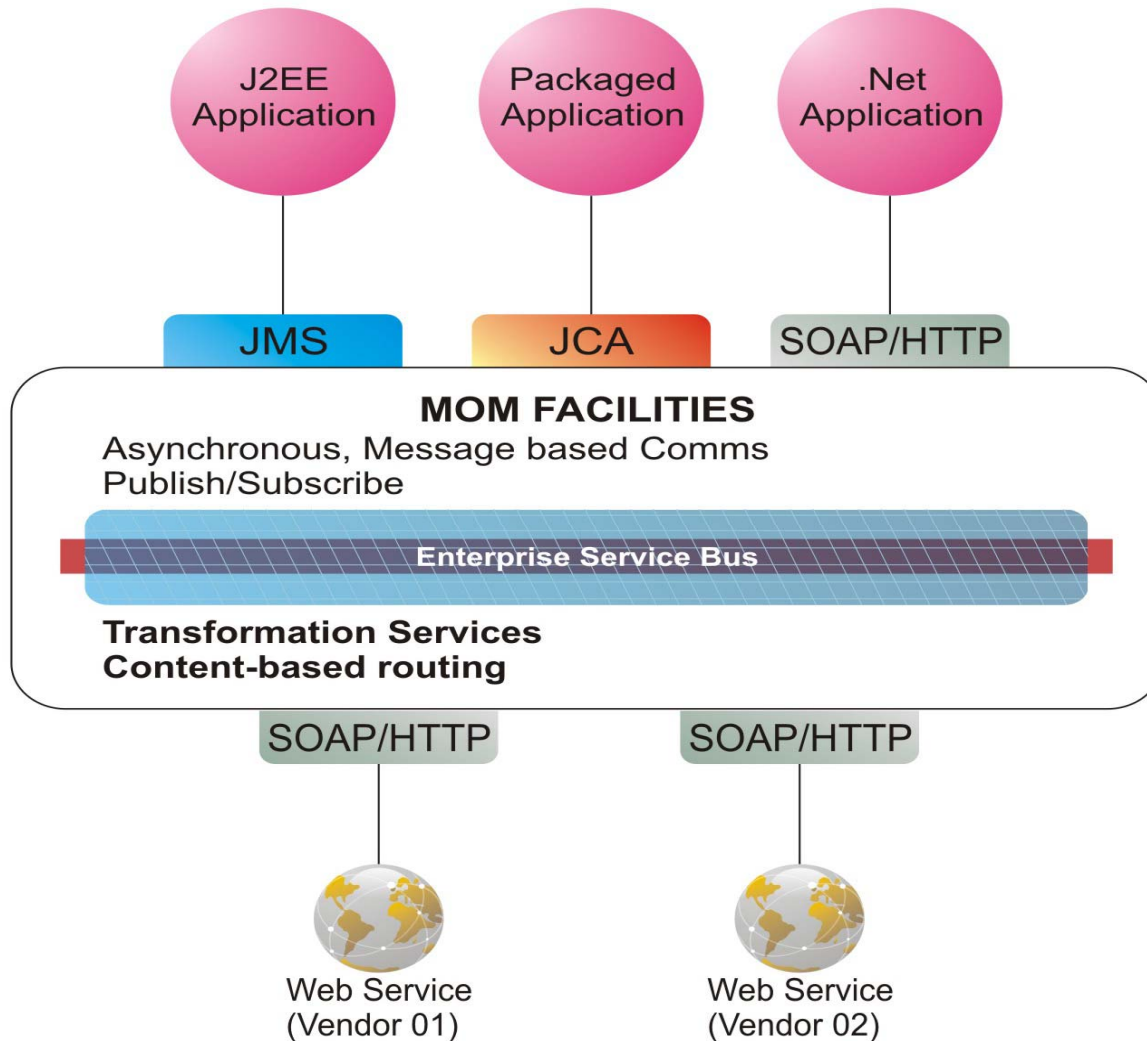 J2EE
Application
Packaged
Application
.Net
Application
JMS
JCA
SOAP/HTTP
MOM FACILITIES
Asynchronous, Message based Comms
Publish/Subscribe
Enterprise Service Bus
Transformation Services
Content-based routing
SOAP/HTTP
SOAP/HTTP
Web Service
(Vendor 01)
Web Service
(Vendor 02)